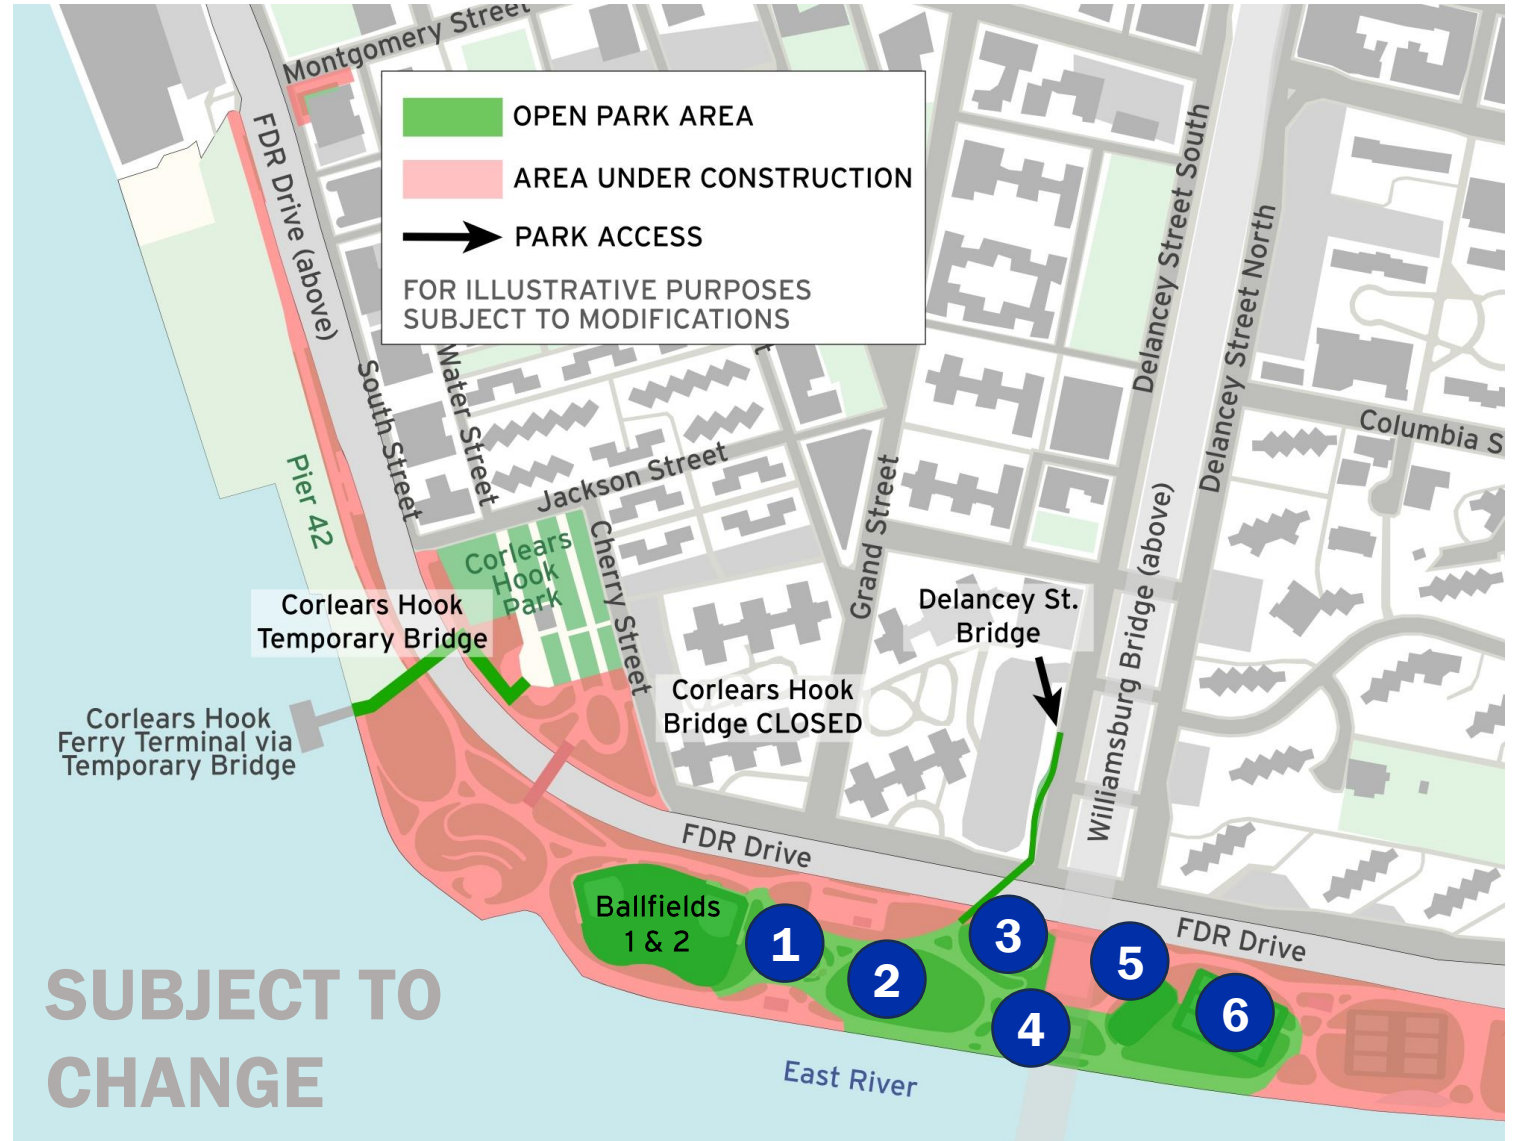 Montgomery Street
OPEN PARK AREA
AREA UNDER CONSTRUCTION
PARK ACCESS
FOR ILLUSTRATIVE PURPOSES
SUBJECT TO MODIFICATIONS
FDR Drive (above)
South Street
Water Street
Pier 42
Jackson Street
Corlears
Hook
Park
Cherry Street
Grand Street
Delancey Street South
Delancey Street North
Williamsburg Bridge (above)
Columbia S
Corlears Hook
Temporary Bridge
Delancey St.
Bridge
Corlears Hook
Bridge CLOSED
Corlears Hook
Ferry Terminal via
Temporary Bridge
FDR Drive
FDR Drive
Ballfields
1 & 2
1
2
3
4
5
6
East River
SUBJECT TO
CHANGE